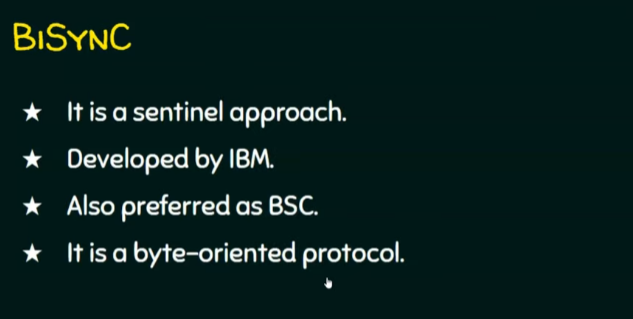 BISYNC
★ It is a sentinel approach.
★ Developed by IBM.
★ Also preferred as BSC.
★ It is a byte-oriented protocol.